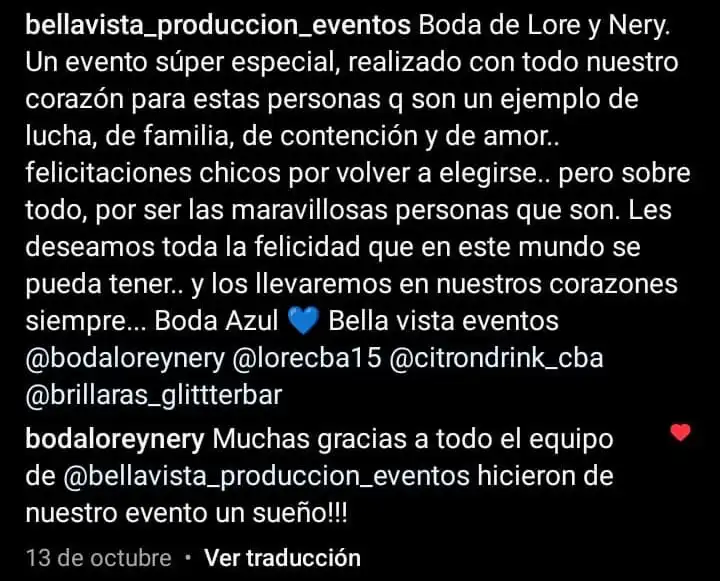 bellavista_produccion_eventos Boda de Lore y Nery.
Un evento súper especial, realizado con todo nuestro
corazón para estas personas q son un ejemplo de
lucha, de familia, de contención y de amor..
felicitaciones chicos por volver a elegirse.. pero sobre
todo, por ser las maravillosas personas que son. Les
deseamos toda la felicidad que en este mundo se
pueda tener.. y los llevaremos en nuestros corazones
siempre... Boda Azul 💙 Bella vista eventos
@bodaloreynery @lorecba15 @citrondrink_cba
@brillaras_glittterbar
bodaloreynery Muchas gracias a todo el equipo
de @bellavista_produccion_eventos hicieron de
nuestro evento un sueño!!!
13 de octubre • Ver traducción